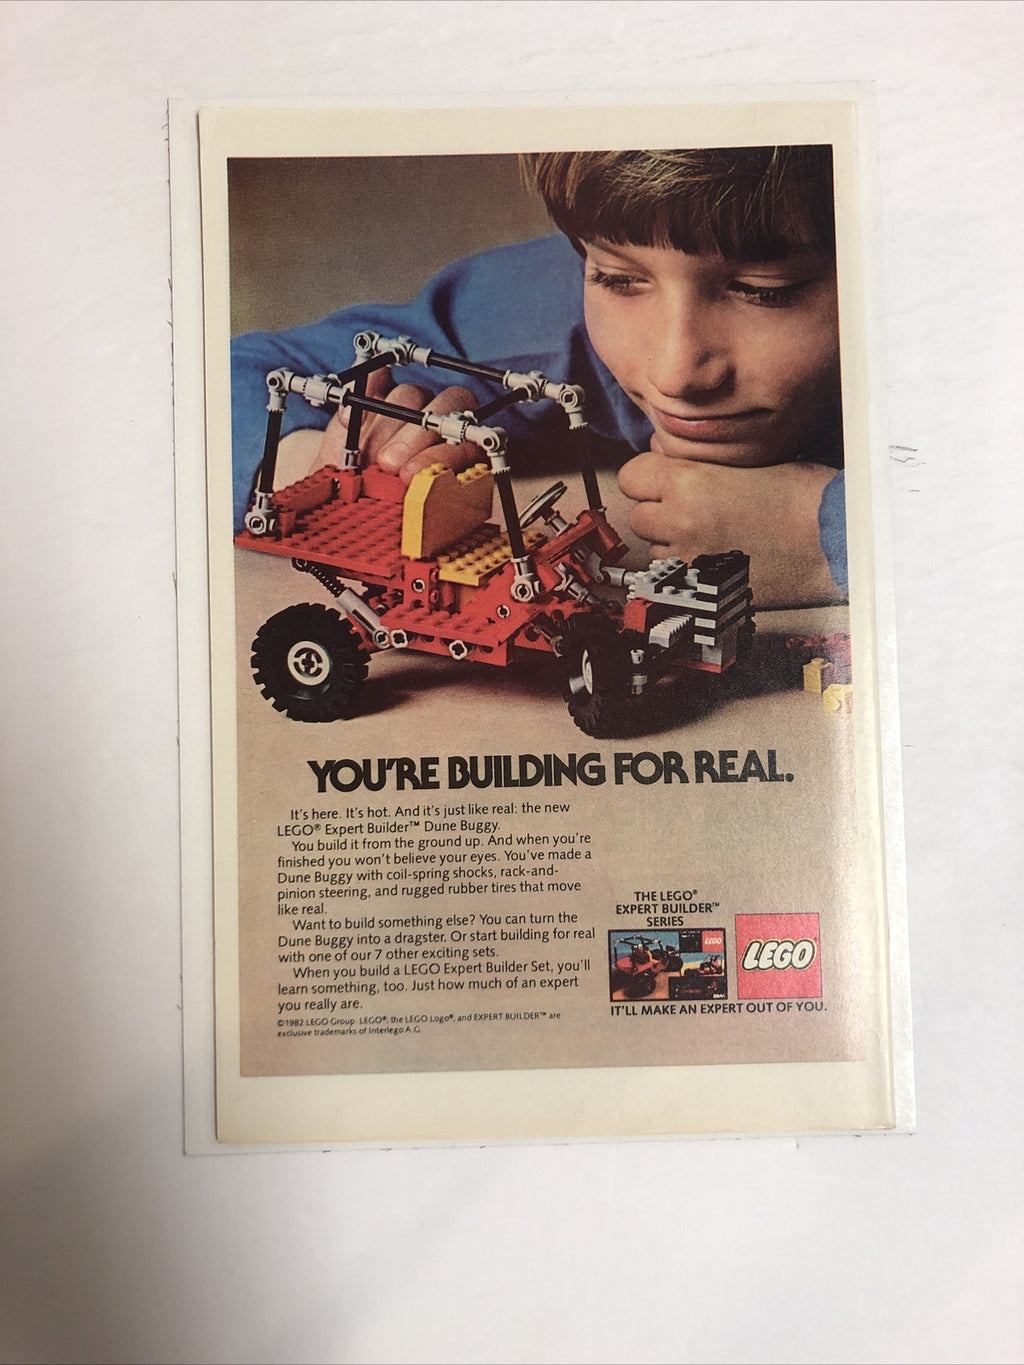 YOU'RE BUILDING FOR REAL.
It's here. It's hot. And it's just like real: the new
LEGO® Expert Builder™ Dune Buggy.
You build it from the ground up. And when you're
finished you won't believe your eyes. You've made a
Dune Buggy with coil-spring shocks, rack-and-
pinion steering, and rugged rubber tires that move
like real.
Want to build something else? You can turn the
Dune Buggy into a dragster. Or start building for real
with one of our 7 other exciting sets.
When you build a LEGO Expert Builder Set, you'll
learn something, too. Just how much of an expert
you really are.
©1982 LEGO Group. LEGO®, the LEGO Logo®, and EXPERT BUILDER™ are
exclusive trademarks of Interlego A.G.
THE LEGO®
EXPERT BUILDER™
SERIES
LEGO
LEGO®
IT'LL MAKE AN EXPERT OUT OF YOU.